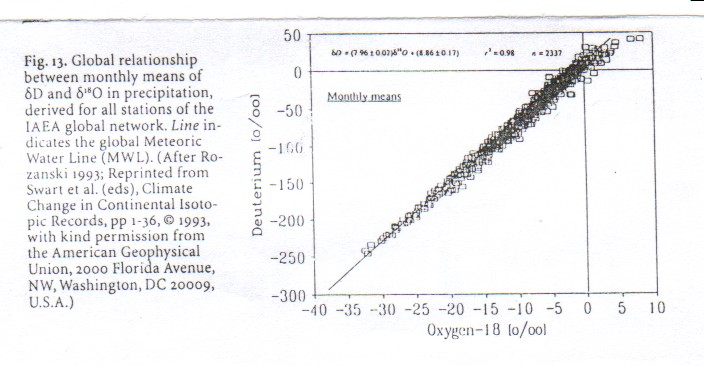 Fig. 13. Global relationship
between monthly means of
δD and δ¹⁸O in precipitation,
derived for all stations of the
IAEA global network. Line in-
dicates the global Meteoric
Water Line (MWL). (After Ro-
zanski 1993; Reprinted from
Swart et al. (eds), Climate
Change in Continental Isoto-
pic Records, pp 1-36, © 1993,
with kind permission from
the American Geophysical
Union, 2000 Florida Avenue,
NW, Washington, DC 20009,
U.S.A.)
δD = (7.96 ± 0.02)δ¹⁸O + (8.86 ± 0.17) r² = 0.98 n = 2337
Monthly means
Deuterium [o/oo]
50
0
-50
-100
-150
-200
-250
-300
-40 -35 -30 -25 -20 -15 -10 -5 0 5 10
Oxygen-18 [o/oo]